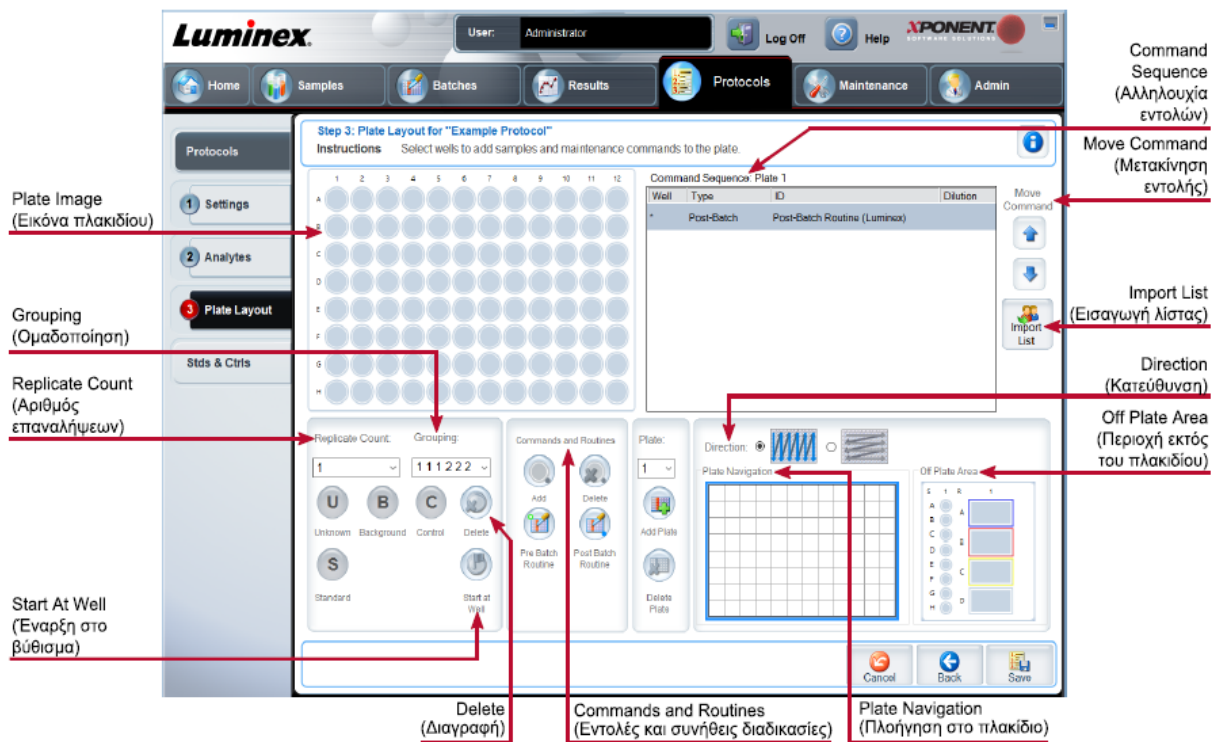 Luminex.
User:
Administrator
Log Off
Help
XPONENT.
SOFTWARE SOLUTIONS
Home
Samples
Batches
Results
Protocols
Maintenance
Admin
Command
Sequence
(Αλληλουχία
εντολών)
Move Command
(Μετακίνηση
εντολής)
Import List
(Εισαγωγή λίστας)
Direction
(Κατεύθυνση)
Off Plate Area
(Περιοχή εκτός
του πλακιδίου)
Plate Image
(Εικόνα πλακιδίου)
Grouping
(Ομαδοποίηση)
Replicate Count
(Αριθμός
επαναλήψεων)
Start At Well
(Έναρξη στο
βύθισμα)
Protocols
1 Settings
2 Analytes
3 Plate Layout
Stds & Ctrls
Step 3: Plate Layout for "Example Protocol"
Instructions Select wells to add samples and maintenance commands to the plate.
1 2 3 4 5 6 7 8 9 10 11 12
A
B
C
D
E
F
G
H
Command Sequence: Plate 1
Well Type ID Dilution
* Post-Batch Post-Batch Routine (Luminex)
Move
Command
Import
List
Replicate Count:
Grouping:
1
111222
U B C
Unknown Background Control Delete
S
Standard
Start at
Well
Commands and Routines
Add
Delete
Pre Batch
Routine
Post Batch
Routine
Plate:
1
Add Plate
Delete
Plate
Direction:
Plate Navigation
Off Plate Area
S 1 R 1
A
B
C
D
E
F
G
H
A
B
C
D
Cancel
Back
Save
Delete
(Διαγραφή)
Commands and Routines
(Εντολές και συνήθεις διαδικασίες)
Plate Navigation
(Πλοήγηση στο πλακίδιο)